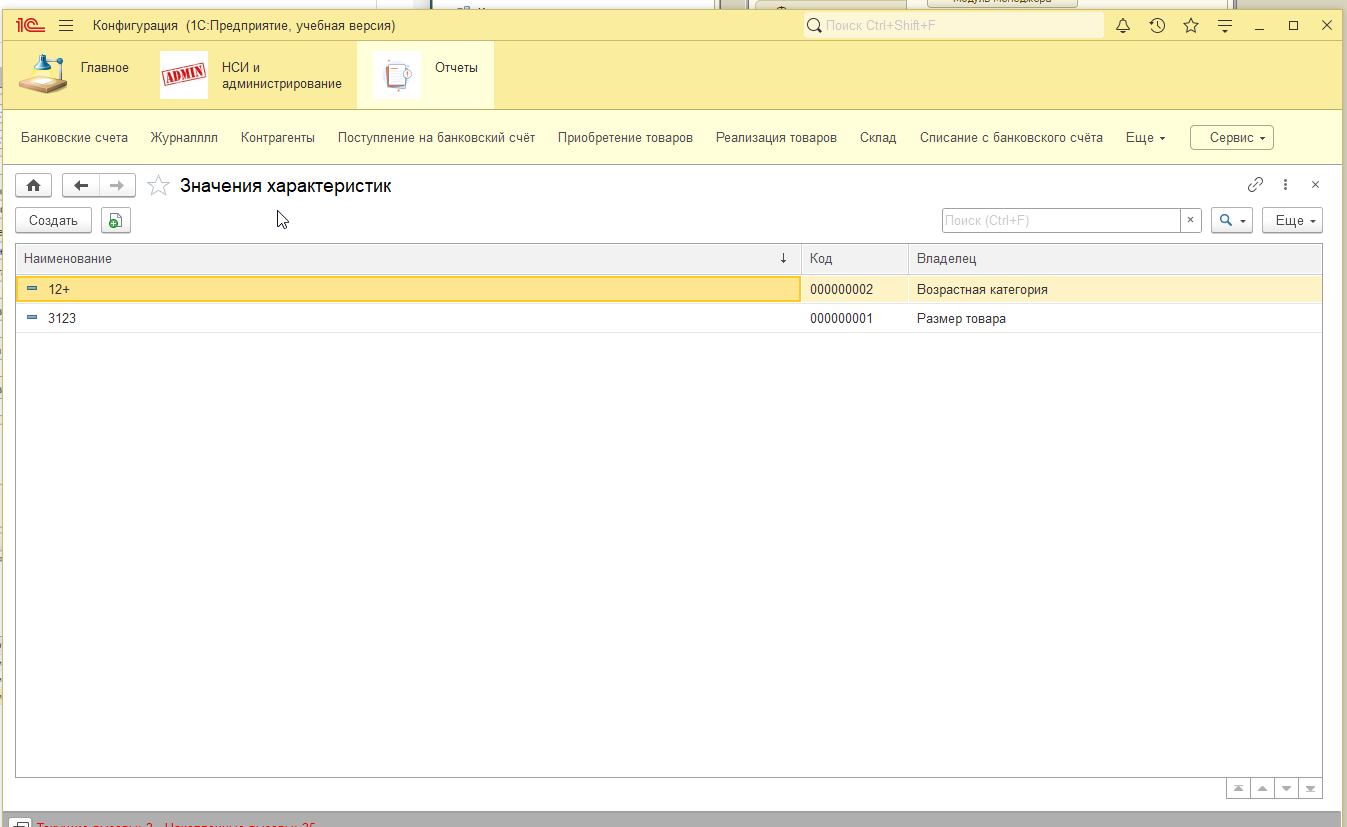 Конфигурация (1С:Предприятие, учебная версия)
Поиск Ctrl+Shift+F
Главное
ADMIN
НСИ и
администрирование
Отчеты
Банковские счета Журналллл Контрагенты Поступление на банковский счёт Приобретение товаров Реализация товаров Склад Списание с банковского счёта Еще Сервис
Значения характеристик
Создать
Поиск (Ctrl+F)
×
Еще
Наименование ↓ Код Владелец
12+ 000000002 Возрастная категория
3123 000000001 Размер товара